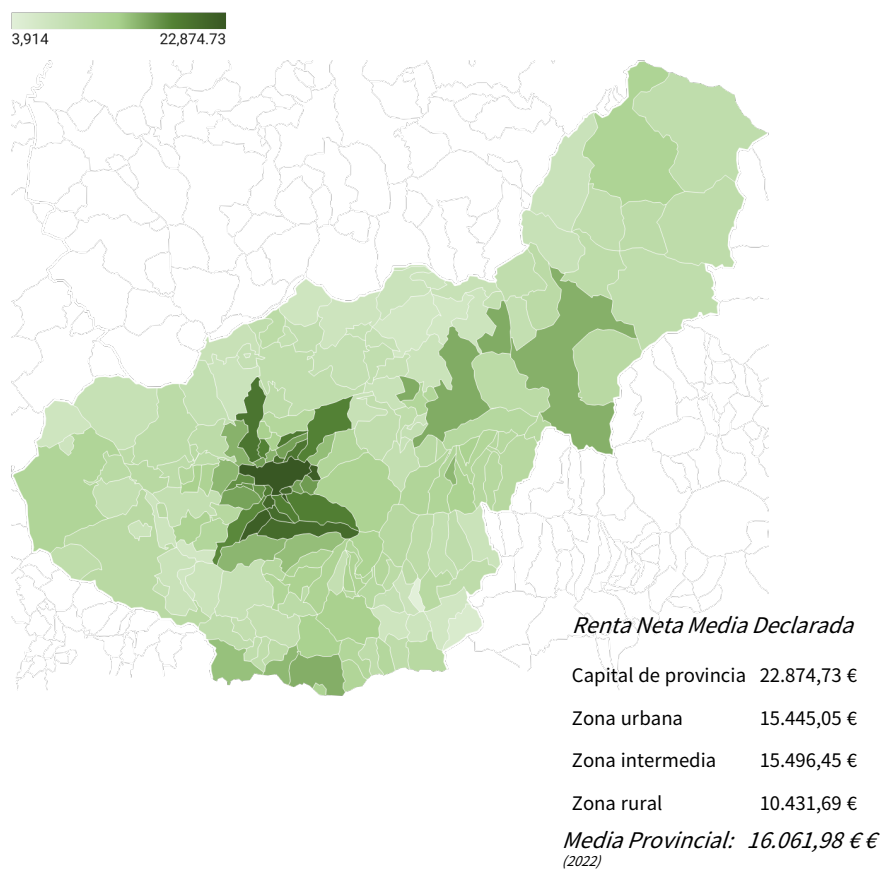 3,914 22,874.73
Renta Neta Media Declarada
Capital de provincia 22.874,73 €
Zona urbana 15.445,05 €
Zona intermedia 15.496,45 €
Zona rural 10.431,69 €
Media Provincial: 16.061,98 € €
(2022)